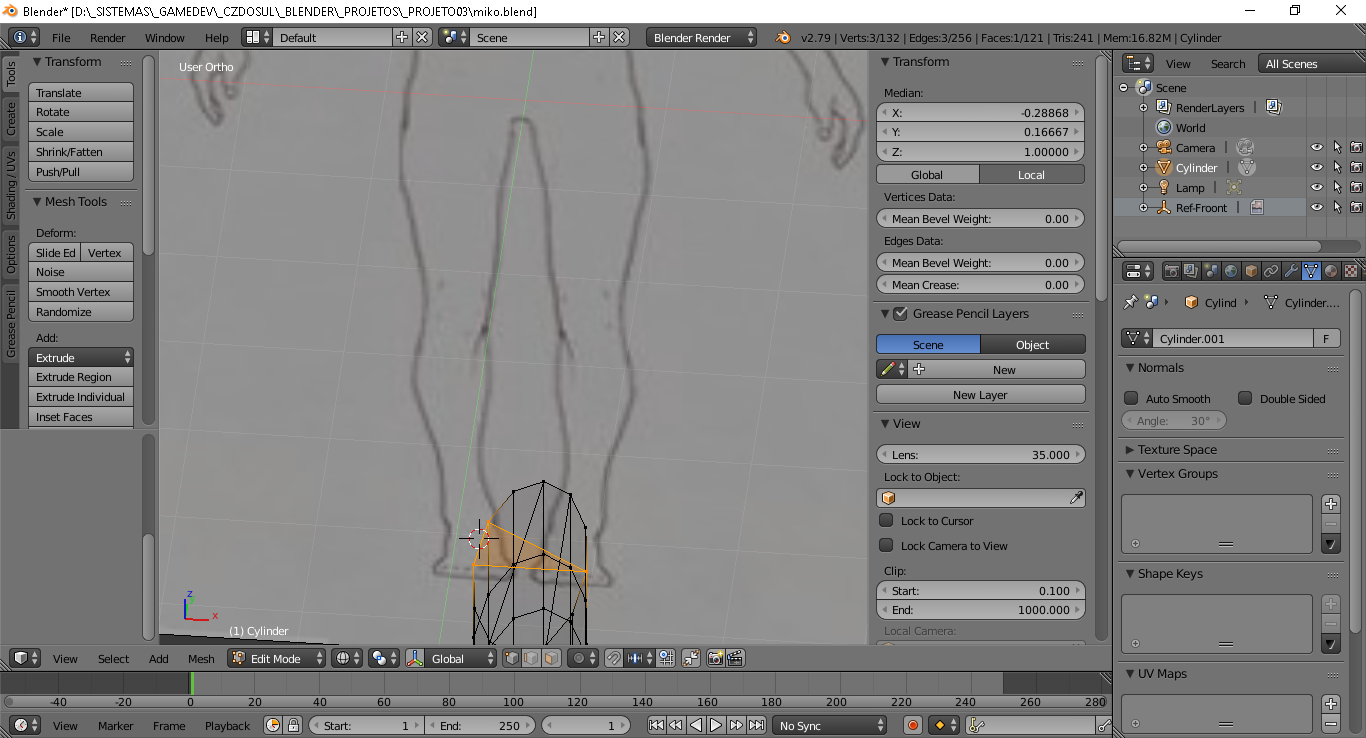 Blender* [D:\_SISTEMAS\_GAMEDEV\_CZDOSUL\_BLENDER\_PROJETOS\_PROJETO03\miko.blend]
File Render Window Help Default Scene Blender Render v2.79 | Verts:3/132 | Edges:3/256 | Faces:1/121 | Tris:241 | Mem:16.82M | Cylinder
Tools
Create
Shading / UVs
Options
Grease Pencil
Transform
Translate
Rotate
Scale
Shrink/Fatten
Push/Pull
Mesh Tools
Deform:
Slide Ed Vertex
Noise
Smooth Vertex
Randomize
Add:
Extrude
Extrude Region
Extrude Individual
Inset Faces
User Ortho
z
x
(1) Cylinder
Transform
Median:
X: -0.28868
Y: 0.16667
Z: 1.00000
Global Local
Vertices Data:
Mean Bevel Weight: 0.00
Edges Data:
Mean Bevel Weight: 0.00
Mean Crease: 0.00
Grease Pencil Layers
Scene Object
New
New Layer
View
Lens: 35.000
Lock to Object:
Lock to Cursor
Lock Camera to View
Clip:
Start: 0.100
End: 1000.000
Local Camera:
View Search All Scenes
Scene
RenderLayers
World
Camera
Cylinder
Lamp
Ref-Froont
Cylind Cylinder....
Cylinder.001 F
Normals
Auto Smooth Double Sided
Angle: 30°
Texture Space
Vertex Groups
Shape Keys
UV Maps
View Select Add Mesh Edit Mode Global
-40 -20 0 20 40 60 80 100 120 140 160 180 200 220 240 260 280
View Marker Frame Playback Start: 1 End: 250 1 No Sync